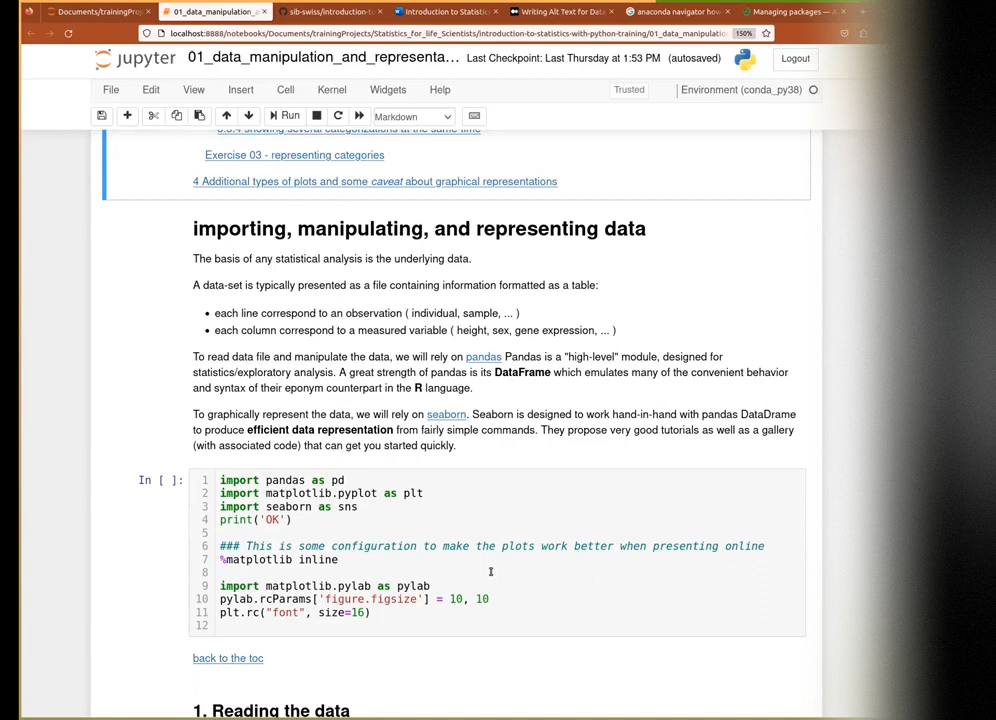 Documents/trainingProj
01_data_manipulation_a
sib-swiss/introduction-to
Introduction to Statistic
Writing Alt Text for Data
anaconda navigator how
Managing packages — A
localhost:8888/notebooks/Documents/trainingProjects/Statistics_for_life_Scientists/introduction-to-statistics-with-python-training/01_data_manipulatio
150%
jupyter 01_data_manipulation_and_representa… Last Checkpoint: Last Thursday at 1:53 PM (autosaved)
Logout
File Edit View Insert Cell Kernel Widgets Help
Trusted
Environment (conda_py38)
Run
Markdown
3.3.4 showing several categorizations at the same time
Exercise 03 - representing categories
4 Additional types of plots and some caveat about graphical representations
importing, manipulating, and representing data
The basis of any statistical analysis is the underlying data.
A data-set is typically presented as a file containing information formatted as a table:
• each line correspond to an observation ( individual, sample, ... )
• each column correspond to a measured variable ( height, sex, gene expression, ... )
To read data file and manipulate the data, we will rely on pandas Pandas is a "high-level" module, designed for
statistics/exploratory analysis. A great strength of pandas is its DataFrame which emulates many of the convenient behavior
and syntax of their eponym counterpart in the R language.
To graphically represent the data, we will rely on seaborn. Seaborn is designed to work hand-in-hand with pandas DataDrame
to produce efficient data representation from fairly simple commands. They propose very good tutorials as well as a gallery
(with associated code) that can get you started quickly.
In [ ]:
1 import pandas as pd
2 import matplotlib.pyplot as plt
3 import seaborn as sns
4 print('OK')
5
6 ### This is some configuration to make the plots work better when presenting online
7 %matplotlib inline
8
9 import matplotlib.pylab as pylab
10 pylab.rcParams['figure.figsize'] = 10, 10
11 plt.rc("font", size=16)
12
back to the toc
1. Reading the data